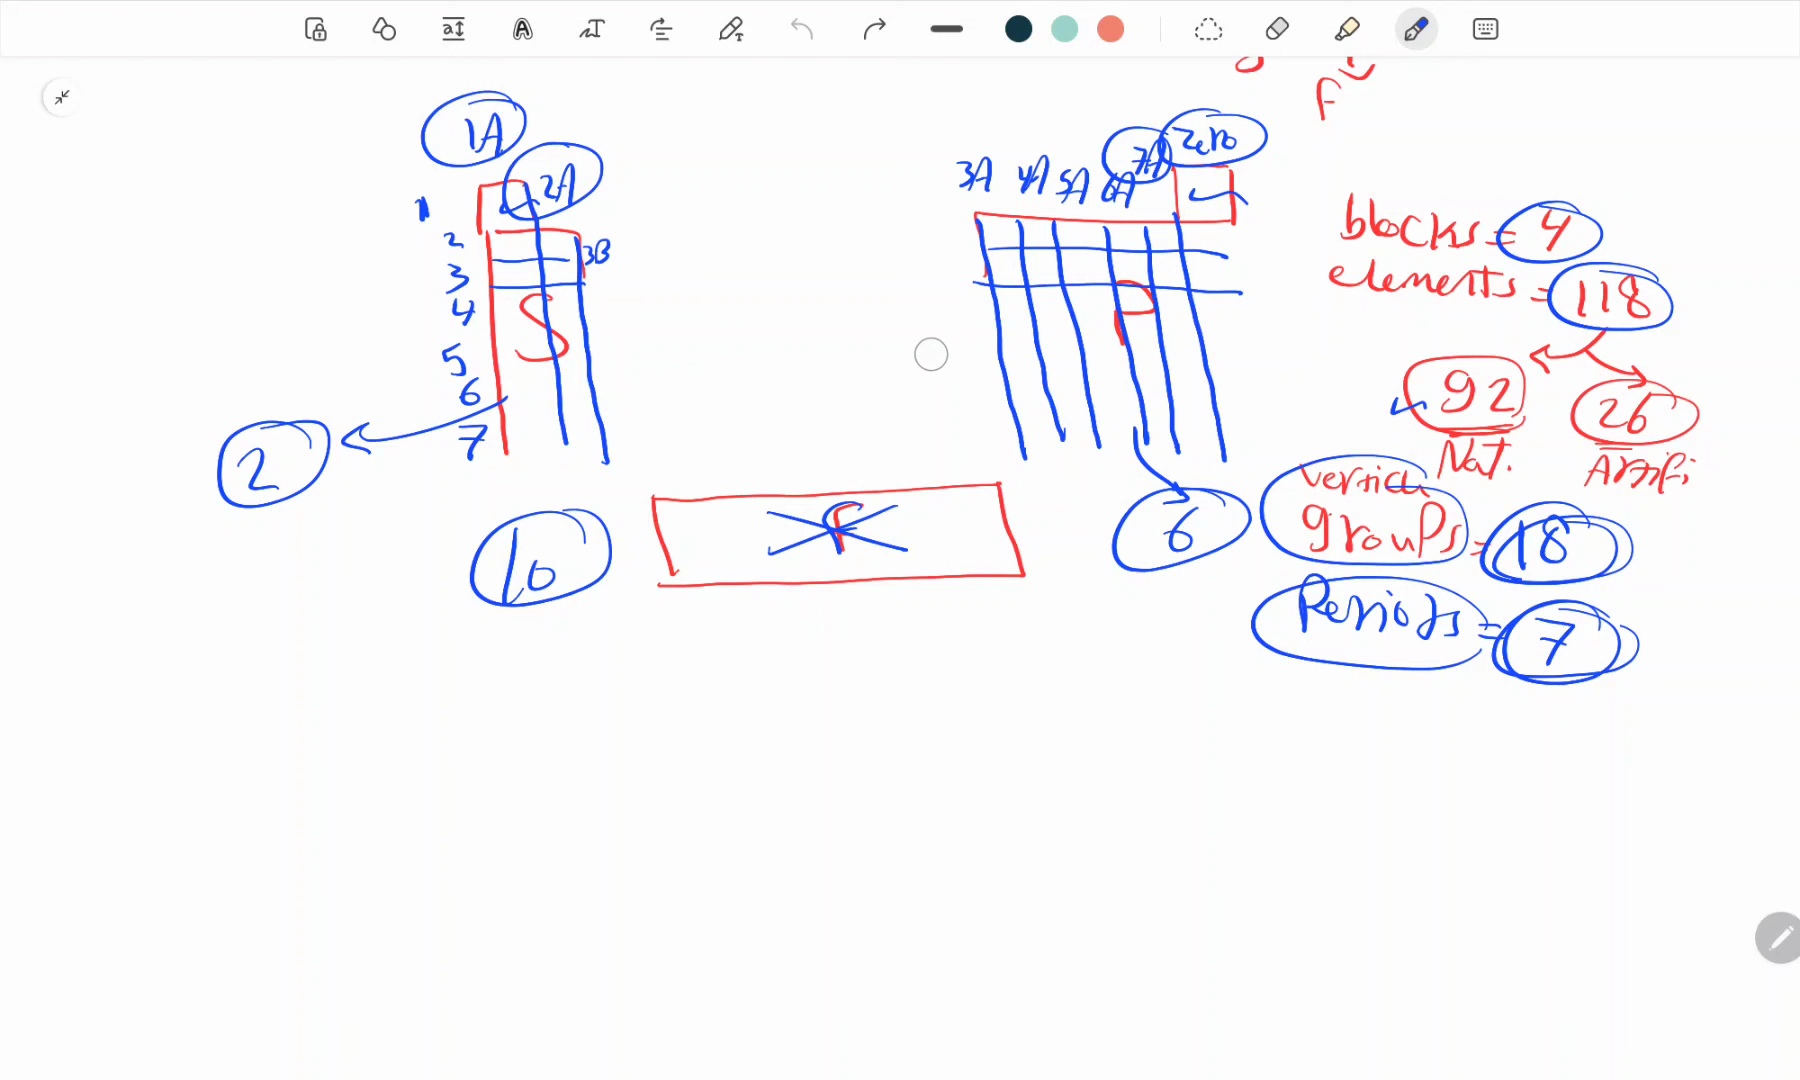 F
1A
2A
3A 4A 5A 6A 7A Zero
1
2
3
4
5
6
7
3B
S
P
blocks = 4
elements = 118
92 26
Nat. Artifi
2
10
F
6
vertical
groups = 18
Periods = 7